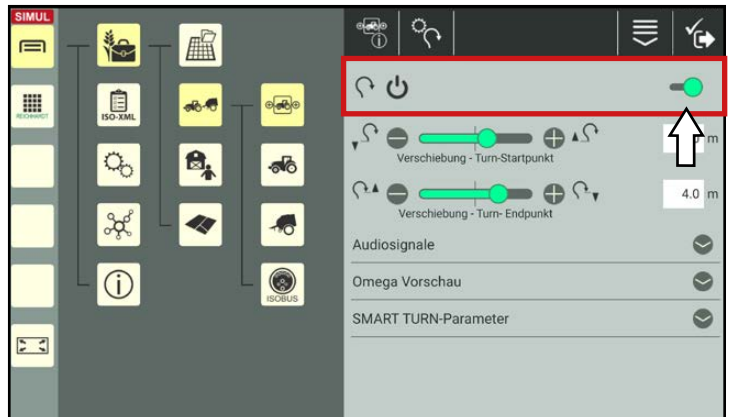 SIMUL
ISO-XML
REICHHARDT
m
Verschiebung - Turn-Startpunkt
4.0 m
Verschiebung - Turn- Endpunkt
Audiosignale
Omega Vorschau
ISOBUS
SMART TURN-Parameter